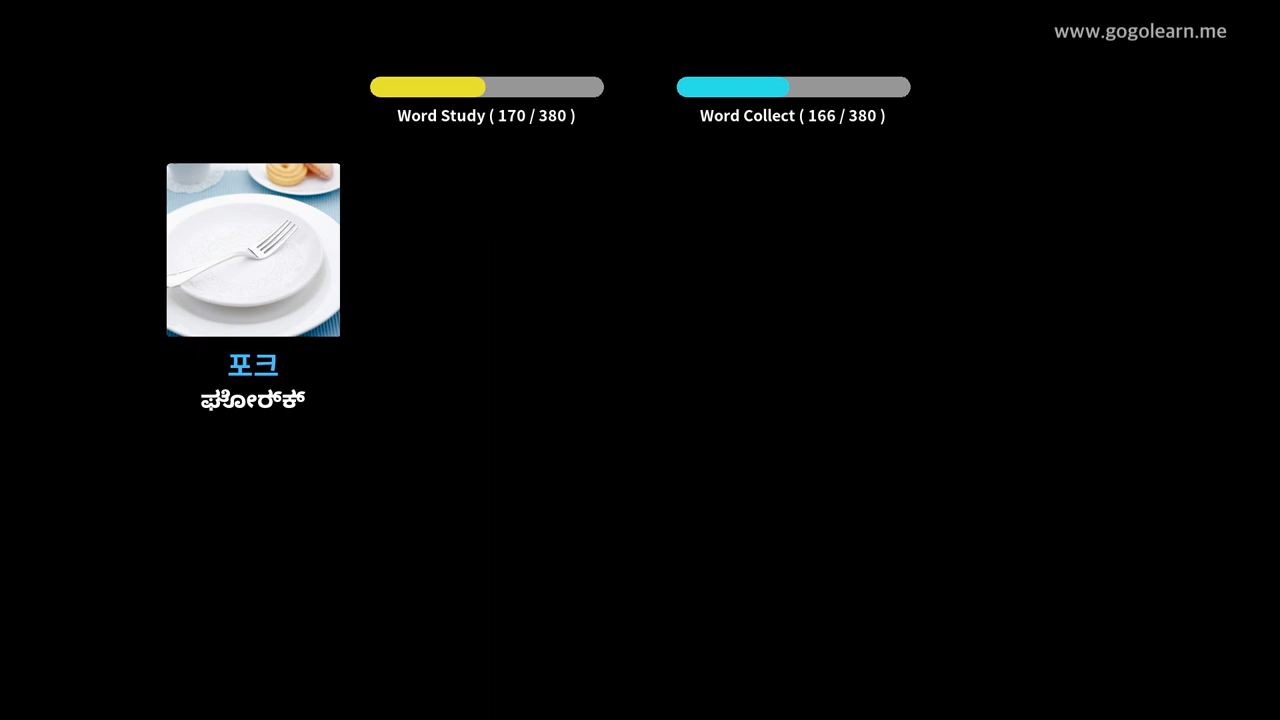 www.gogolearn.me
Word Study ( 170 / 380 )
Word Collect ( 166 / 380 )
포크
ಫೋರ್‌ಕ್